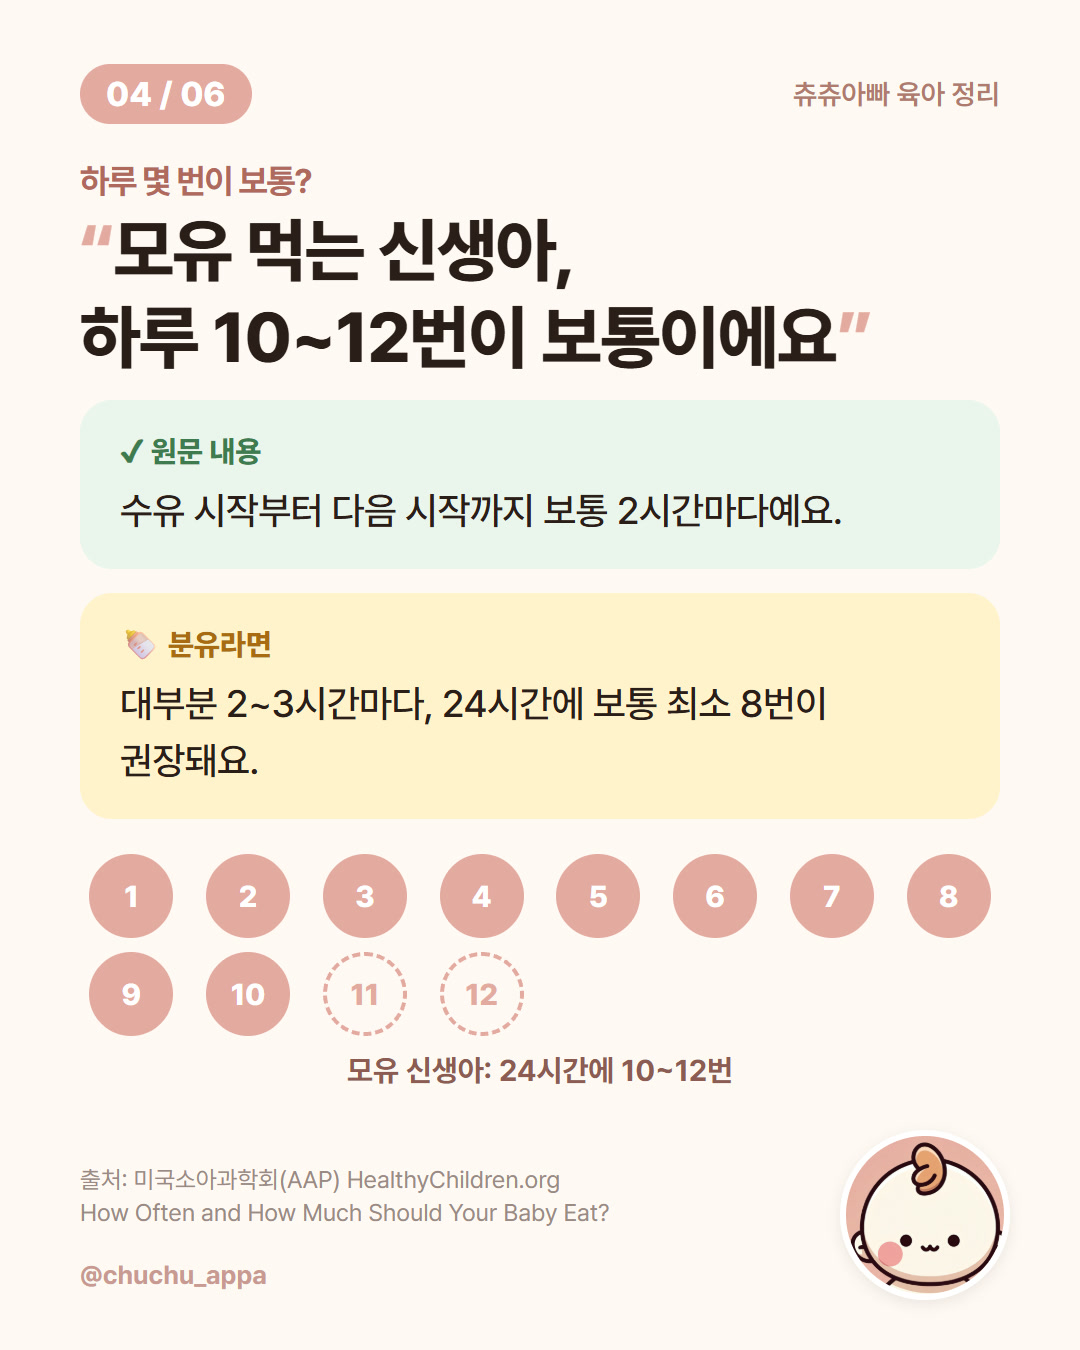 04 / 06
츄츄아빠 육아 정리
하루 몇 번이 보통?
“모유 먹는 신생아,
하루 10~12번이 보통이에요”
✓ 원문 내용
수유 시작부터 다음 시작까지 보통 2시간마다예요.
🍼 분유라면
대부분 2~3시간마다, 24시간에 보통 최소 8번이
권장돼요.
1 2 3 4 5 6 7 8
9 10 11 12
모유 신생아: 24시간에 10~12번
출처: 미국소아과학회(AAP) HealthyChildren.org
How Often and How Much Should Your Baby Eat?
@chuchu_appa